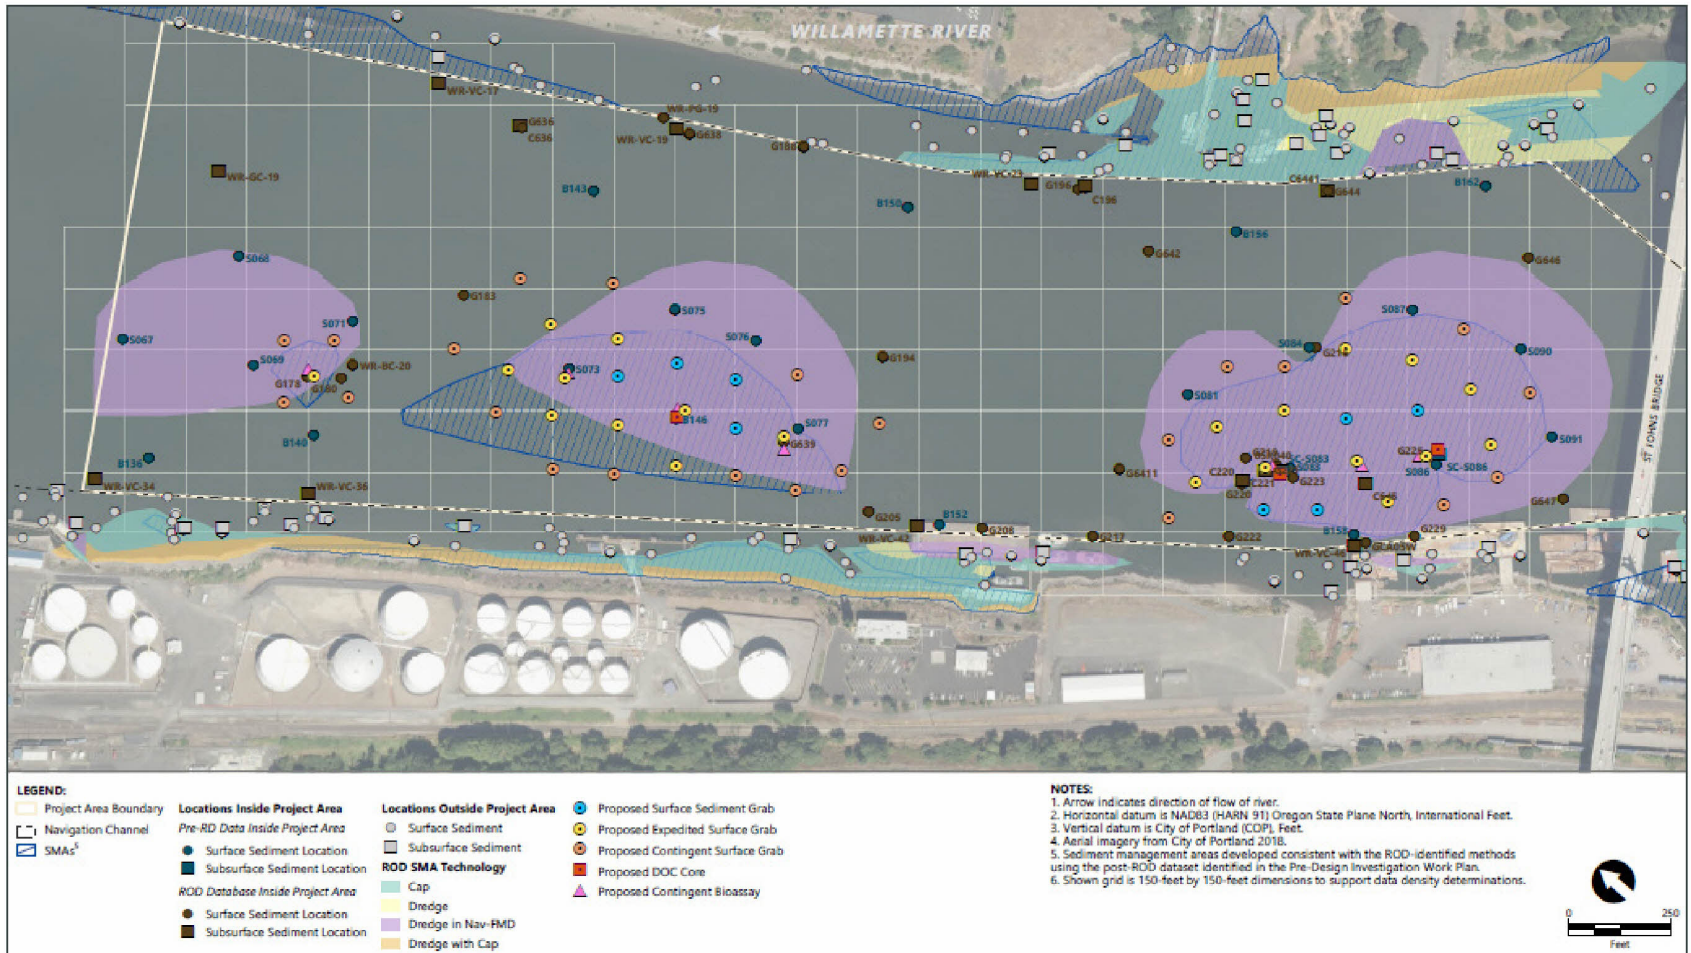 WILLAMETTE RIVER
WR-VC-17
WR-PG-19
G636
C636
WR-VC-19
G638
G188
WR-GC-19
WR-VC-23
G196
C196
C6441
G644
B162
B143
B150
B156
G642
G646
S068
G183
S067
S071
S075
S076
S087
S084
S090
S069
WR-BC-20
G178
G180
S073
G194
S081
B146
S077
G639
S091
B140
B136
G6411
C220
C221
G220
SC-S083
G223
G225
S086
SC-S086
G647
WR-VC-34
WR-VC-36
G205
B152
G206
WR-VC-42
G217
G222
B158
G229
ST JOHNS BRIDGE
LEGEND:
Project Area Boundary
Navigation Channel
SMAs⁵
Locations Inside Project Area
Pre-RD Data Inside Project Area
Surface Sediment Location
Subsurface Sediment Location
ROD Database Inside Project Area
Surface Sediment Location
Subsurface Sediment Location
Locations Outside Project Area
Surface Sediment
Subsurface Sediment
ROD SMA Technology
Cap
Dredge
Dredge in Nav-FMD
Dredge with Cap
Proposed Surface Sediment Grab
Proposed Expedited Surface Grab
Proposed Contingent Surface Grab
Proposed DOC Core
Proposed Contingent Bioassay
NOTES:
1. Arrow indicates direction of flow of river.
2. Horizontal datum is NAD83 (HARN 91) Oregon State Plane North, International Feet.
3. Vertical datum is City of Portland (COP), Feet.
4. Aerial imagery from City of Portland 2018.
5. Sediment management areas developed consistent with the ROD-identified methods
using the post-ROD dataset identified in the Pre-Design Investigation Work Plan.
6. Shown grid is 150-feet by 150-feet dimensions to support data density determinations.
0 250
Feet